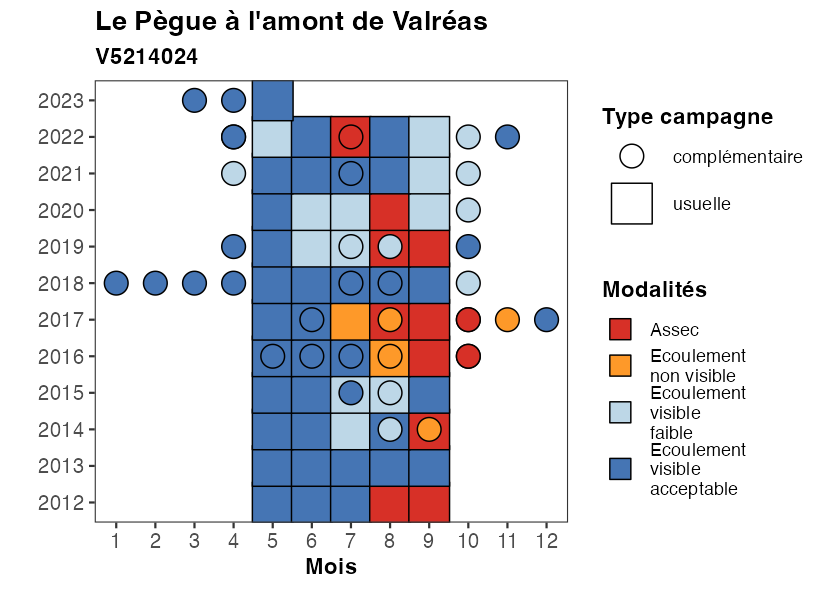 Le Pègue à l'amont de Valréas
V5214024
2023
2022
2021
2020
2019
2018
2017
2016
2015
2014
2013
2012
1 2 3 4 5 6 7 8 9 10 11 12
Mois
Type campagne
complémentaire
usuelle
Modalités
Assec
Ecoulement
non visible
Ecoulement
visible
faible
Ecoulement
visible
acceptable